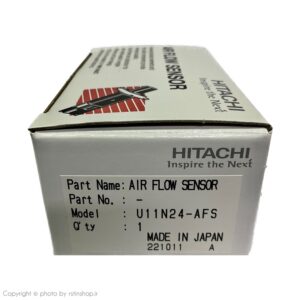 AIR FLOW SENSOR
HITACHI
Inspire the Next
HITACHI
Inspire the Next
Part Name: AIR FLOW SENSOR
Part No. : -
Model : U11N24-AFS
Q'ty : 1
MADE IN JAPAN
221011 A
Copyright © photo by rstinshop.ir